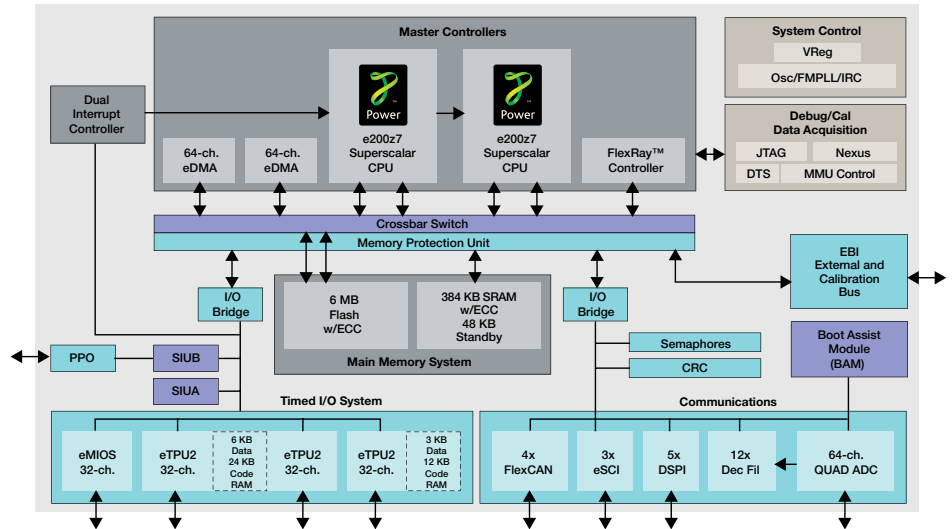 Master Controllers
System Control
VReg
Osc/FMPLL/IRC
Dual
Interrupt
Controller
Power
™
Power
™
e200z7
Superscalar
CPU
e200z7
Superscalar
CPU
64-ch.
eDMA
64-ch.
eDMA
FlexRay™
Controller
Debug/Cal
Data Acquisition
JTAG
Nexus
DTS
MMU Control
Crossbar Switch
Memory Protection Unit
EBI
External and
Calibration
Bus
I/O
Bridge
6 MB
Flash
w/ECC
384 KB SRAM
w/ECC
48 KB
Standby
Main Memory System
I/O
Bridge
Semaphores
CRC
Boot Assist
Module
(BAM)
PPO
SIUB
SIUA
Timed I/O System
eMIOS
32-ch.
eTPU2
32-ch.
6 KB
Data
24 KB
Code
RAM
eTPU2
32-ch.
eTPU2
32-ch.
3 KB
Data
12 KB
Code
RAM
Communications
4x
FlexCAN
3x
eSCI
5x
DSPI
12x
Dec Fil
64-ch.
QUAD ADC